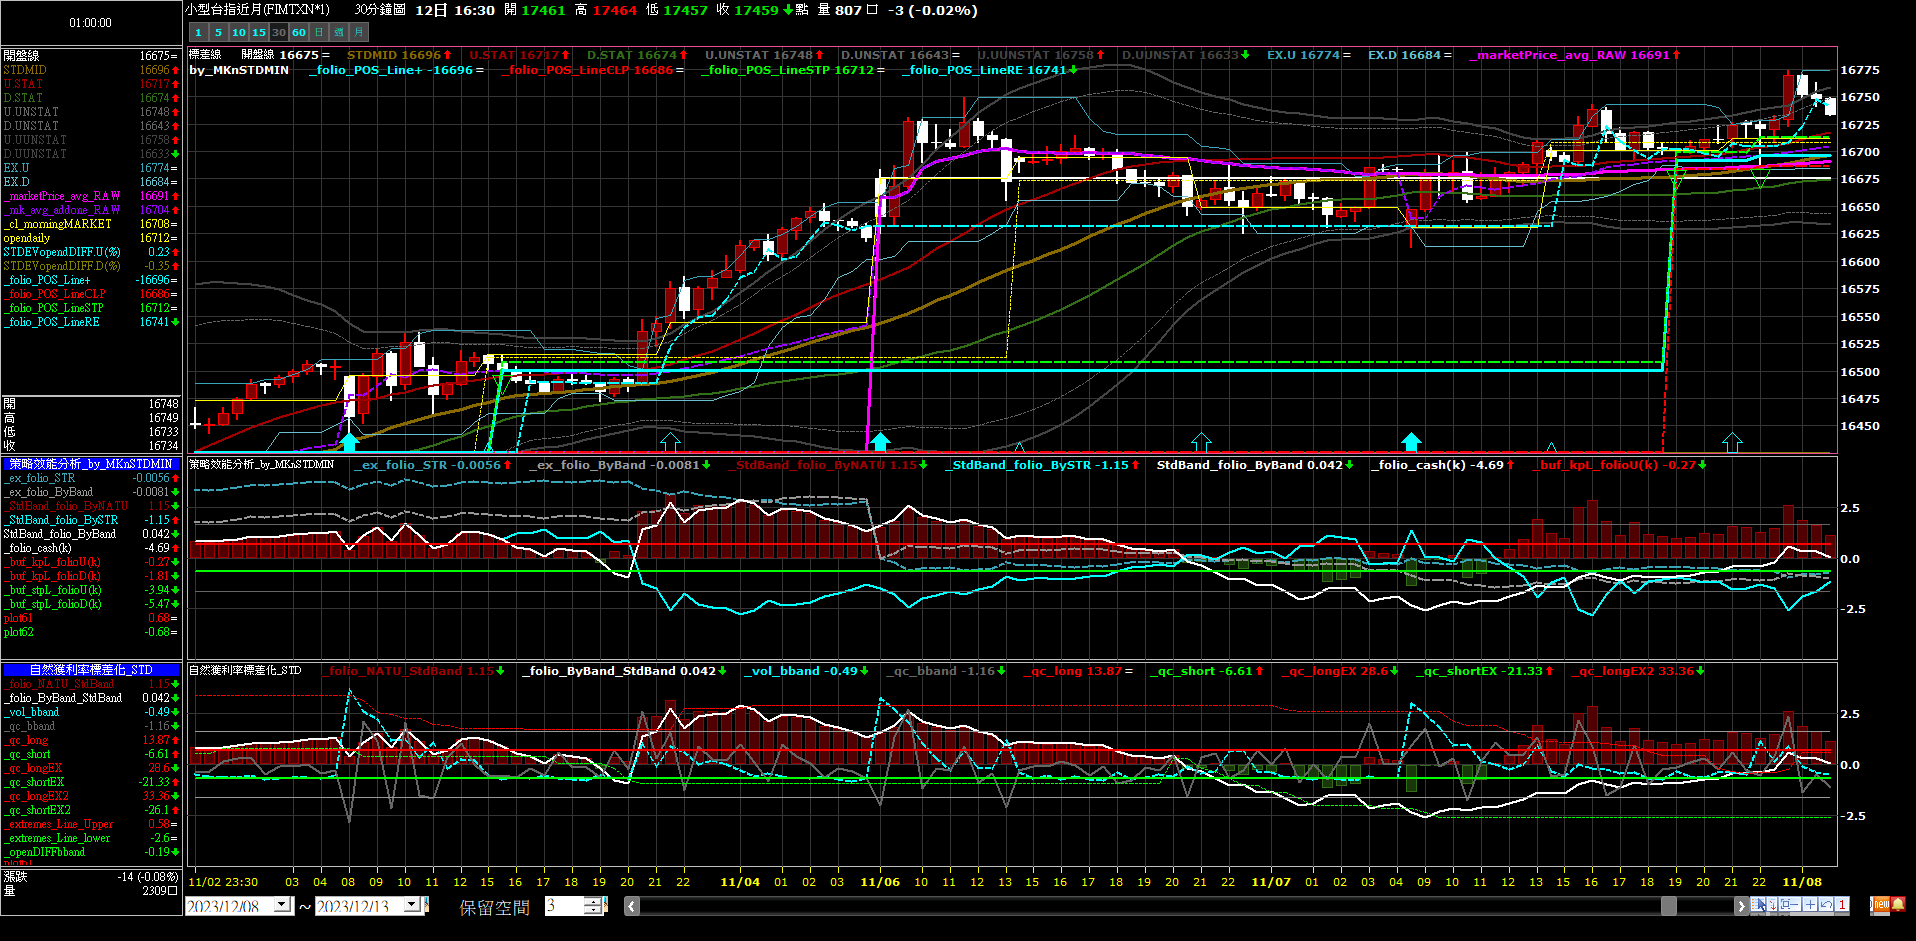 小型台指近月(FIMTXN*1) 30分鐘圖 12日 16:30 開 17461 高 17464 低 17457 收 17459 點 量 807口 -3 (-0.02%)
01:00:00
1 5 10 15 30 60 日 週 月
標差線 開盤線 16675= STDMID 16696 U.STAT 16717 D.STAT 16674 U.UNSTAT 16748 D.UNSTAT 16643= U.UUNSTAT 16758 D.UUNSTAT 16633 EX.U 16774= EX.D 16684= _marketPrice_avg_RAW 16691
by_MKnSTDMIN _folio_POS_Line+ -16696= _folio_POS_LineCLP 16686= _folio_POS_LineSTP 16712= _folio_POS_LineRE 16741
開盤線 16675=
STDMID 16696
U.STAT 16717
D.STAT 16674
U.UNSTAT 16748
D.UNSTAT 16643
U.UUNSTAT 16758
D.UUNSTAT 16633
EX.U 16774=
EX.D 16684=
_marketPrice_avg_RAW 16691
_mk_avg_addons_RAW 16704
_cl_morningMARKET 16708=
opendaily 16712=
STDEVopendDIFF.U(%) 0.23
STDEVopendDIFF.D(%) -0.35
_folio_POS_Line+ -16696=
_folio_POS_LineCLP 16686=
_folio_POS_LineSTP 16712=
_folio_POS_LineRE 16741
開 16748
高 16749
低 16733
收 16734
16775
16750
16725
16700
16675
16650
16625
16600
16575
16550
16525
16500
16475
16450
策略效能分析_by_MKnSTDMIN
_ex_folio_STR -0.0056
_ex_folio_ByBand -0.0081
_StdBand_folio_ByNATU 1.15
_StdBand_folio_BySTR -1.15
StdBand_folio_ByBand 0.042
_folio_cash(k) -4.69
_buf_kpL_folioU(k) -0.27
_buf_kpL_folioD(k) -1.81
_buf_stpL_folioU(k) -3.94
_buf_stpL_folioD(k) -5.47
plot61 0.68=
plot62 -0.68=
策略效能分析_by_MKnSTDMIN _ex_folio_STR -0.0056 _ex_folio_ByBand -0.0081 _StdBand_folio_ByNATU 1.15 _StdBand_folio_BySTR -1.15 StdBand_folio_ByBand 0.042 _folio_cash(k) -4.69 _buf_kpL_folioU(k) -0.27
2.5
0.0
-2.5
自然獲利率標差化_STD
_folio_NATU_StdBand 1.15
_folio_ByBand_StdBand 0.042
_vol_bband -0.49
_qc_bband -1.16
_qc_long 13.87
_qc_short -6.61
_qc_longEX 28.6
_qc_shortEX -21.33
_qc_longEX2 33.36
_qc_shortEX2 -26.1
_extremes_Line_Upper 0.58=
_extremes_Line_lower -2.6=
_openDIFFbband -0.19
自然獲利率標差化_STD _folio_NATU_StdBand 1.15 _folio_ByBand_StdBand 0.042 _vol_bband -0.49 _qc_bband -1.16 _qc_long 13.87= _qc_short -6.61 _qc_longEX 28.6 _qc_shortEX -21.33 _qc_longEX2 33.36
2.5
0.0
-2.5
漲跌 -14 (-0.08%)
量 2309口
11/02 23:30 03 04 08 09 10 11 12 15 16 17 18 19 20 21 22 11/04 01 02 03 11/06 10 11 12 13 14 15 16 17 18 19 20 21 22 11/07 01 02 03 04 09 10 11 12 13 15 16 17 18 19 20 21 22 11/08
2023/12/08 ~ 2023/12/13 保留空間 3
1 new